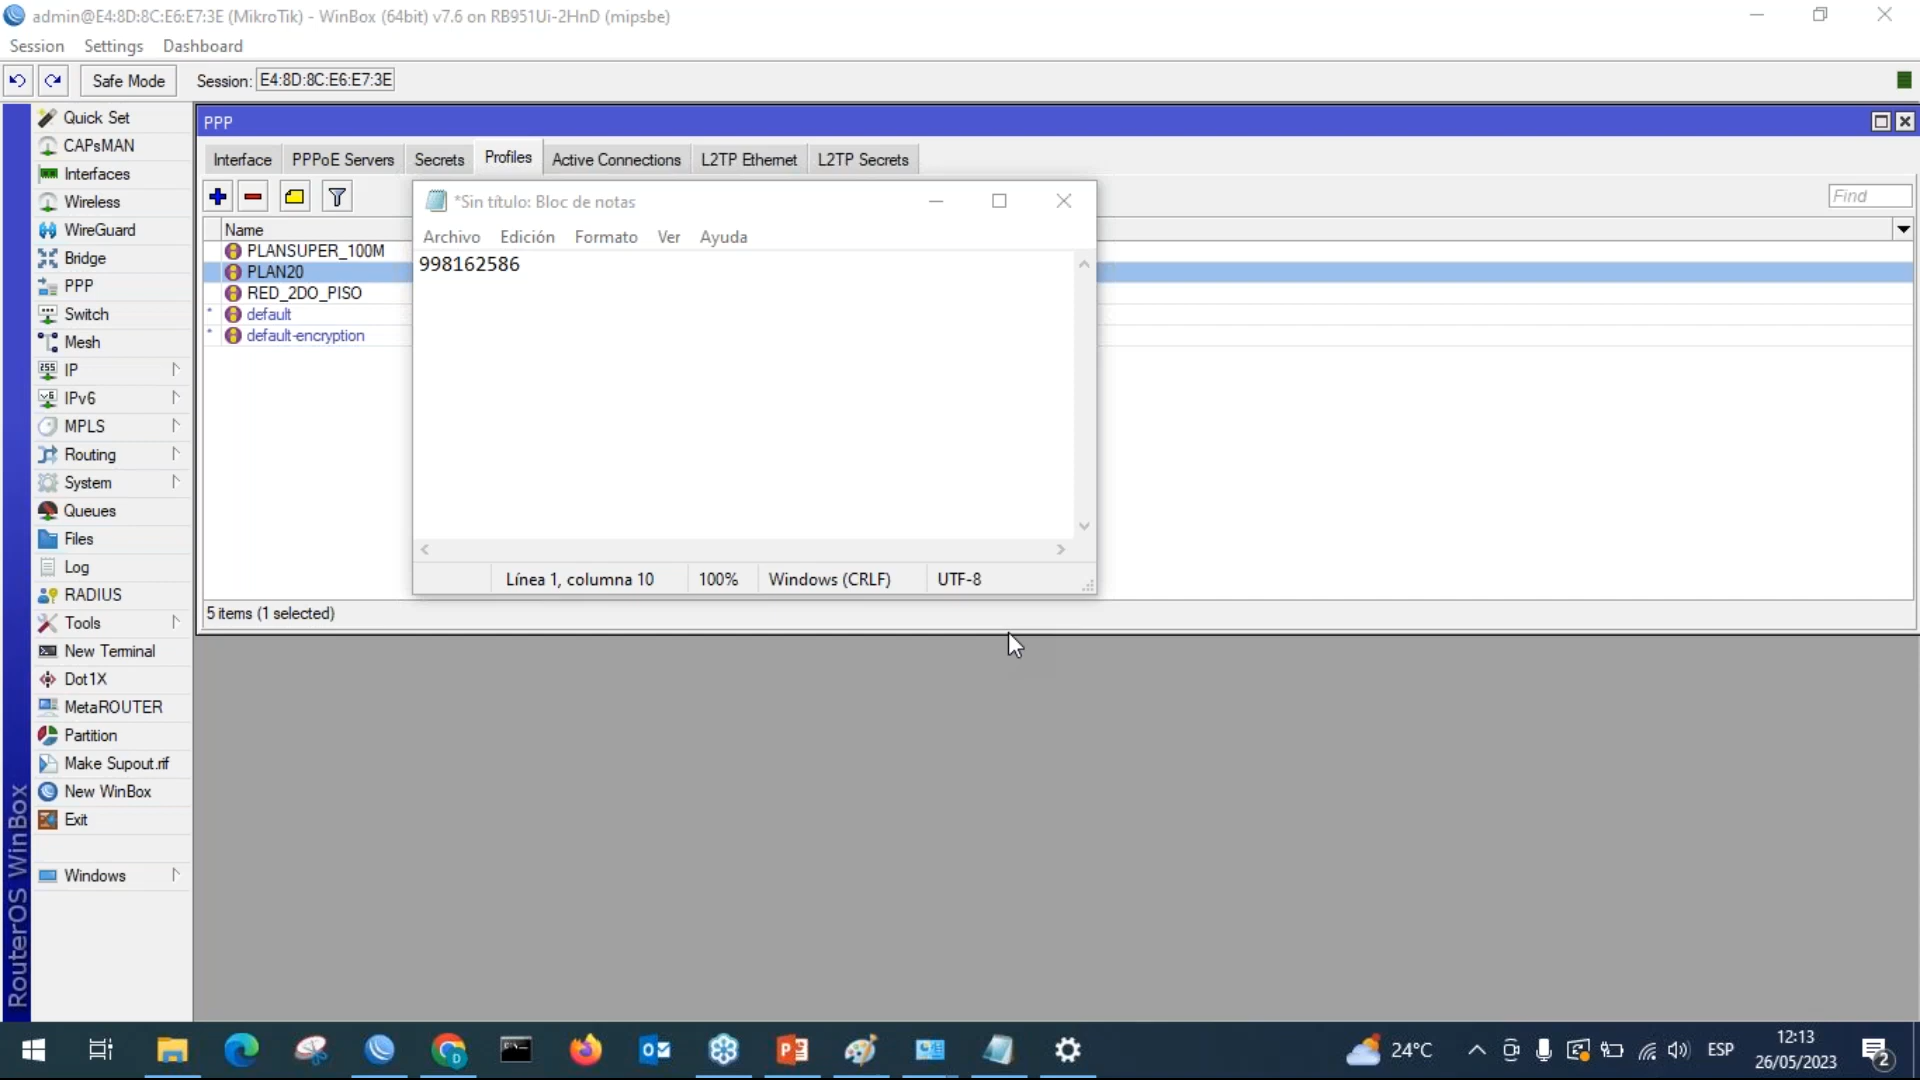 admin@E4:8D:8C:E6:E7:3E (MikroTik) - WinBox (64bit) v7.6 on RB951Ui-2HnD (mipsbe)
Session Settings Dashboard
Safe Mode Session: E4:8D:8C:E6:E7:3E
Quick Set
CAPsMAN
Interfaces
Wireless
WireGuard
Bridge
PPP
Switch
Mesh
IP
IPv6
MPLS
Routing
System
Queues
Files
Log
RADIUS
Tools
New Terminal
Dot1X
MetaROUTER
Partition
Make Supout.rif
New WinBox
Exit
Windows
RouterOS WinBox
PPP
Interface PPPoE Servers Secrets Profiles Active Connections L2TP Ethernet L2TP Secrets
Find
Name
PLANSUPER_100M
PLAN20
RED_2DO_PISO
* default
* default-encryption
5 items (1 selected)
*Sin título: Bloc de notas
Archivo Edición Formato Ver Ayuda
998162586
Línea 1, columna 10 100% Windows (CRLF) UTF-8
24°C ESP
12:13
26/05/2023
2